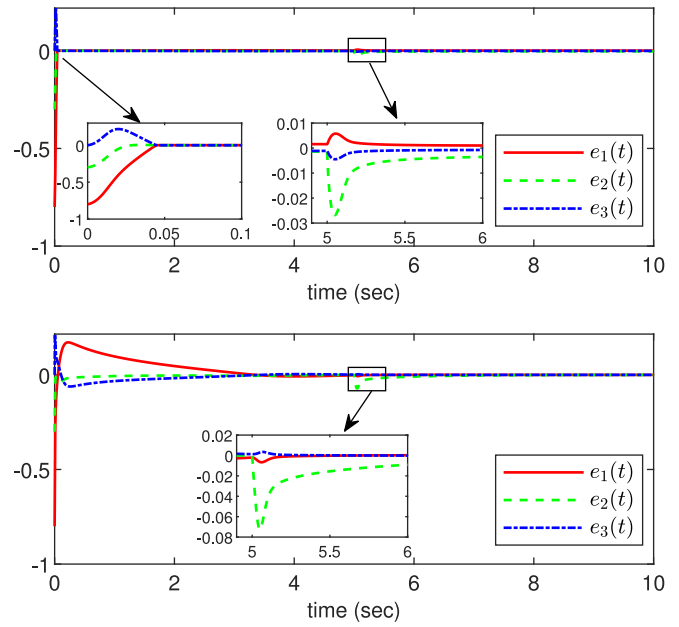 0
-0.5
-1
0 2 4 6 8 10
time (sec)
0
-0.5
-1
0 0.05 0.1
0.01
0
-0.01
-0.02
-0.03
5 5.5 6
e₁(t)
e₂(t)
e₃(t)
0
-0.5
-1
0 2 4 6 8 10
time (sec)
0.02
0
-0.02
-0.04
-0.06
-0.08
5 5.5 6
e₁(t)
e₂(t)
e₃(t)